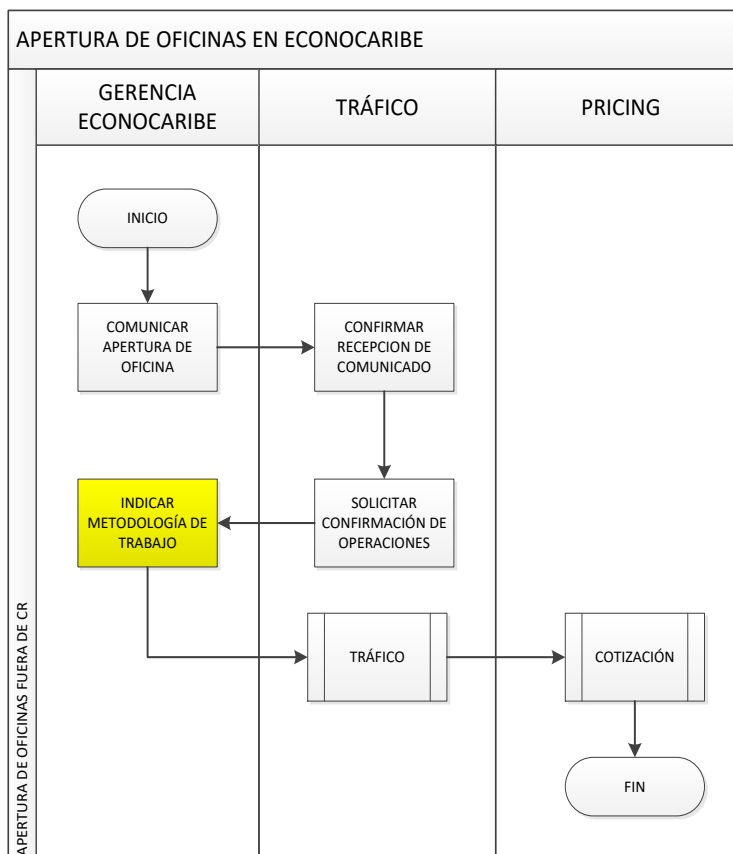 APERTURA DE OFICINAS EN ECONOCARIBE
GERENCIA
ECONOCARIBE
TRÁFICO
PRICING
INICIO
COMUNICAR
APERTURA DE
OFICINA
CONFIRMAR
RECEPCION DE
COMUNICADO
INDICAR
METODOLOGÍA DE
TRABAJO
SOLICITAR
CONFIRMACIÓN DE
OPERACIONES
TRÁFICO
COTIZACIÓN
FIN
APERTURA DE OFICINAS FUERA DE CR